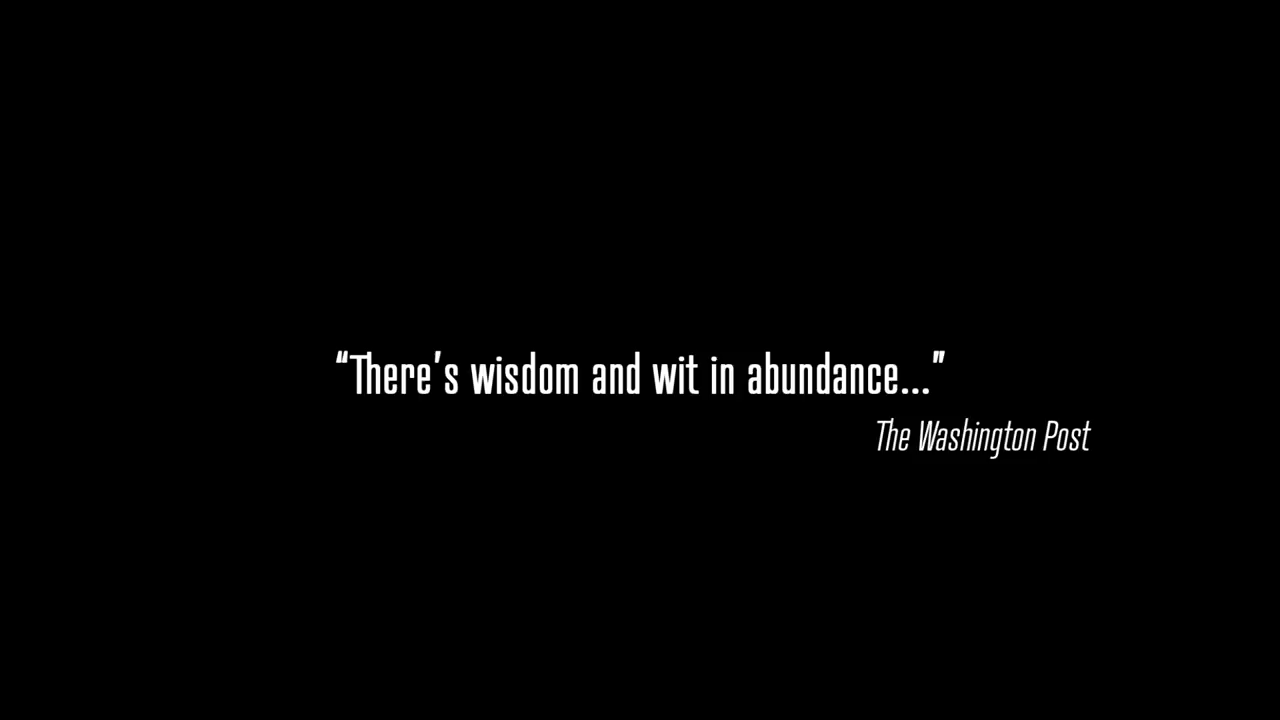 “There’s wisdom and wit in abundance...”
The Washington Post